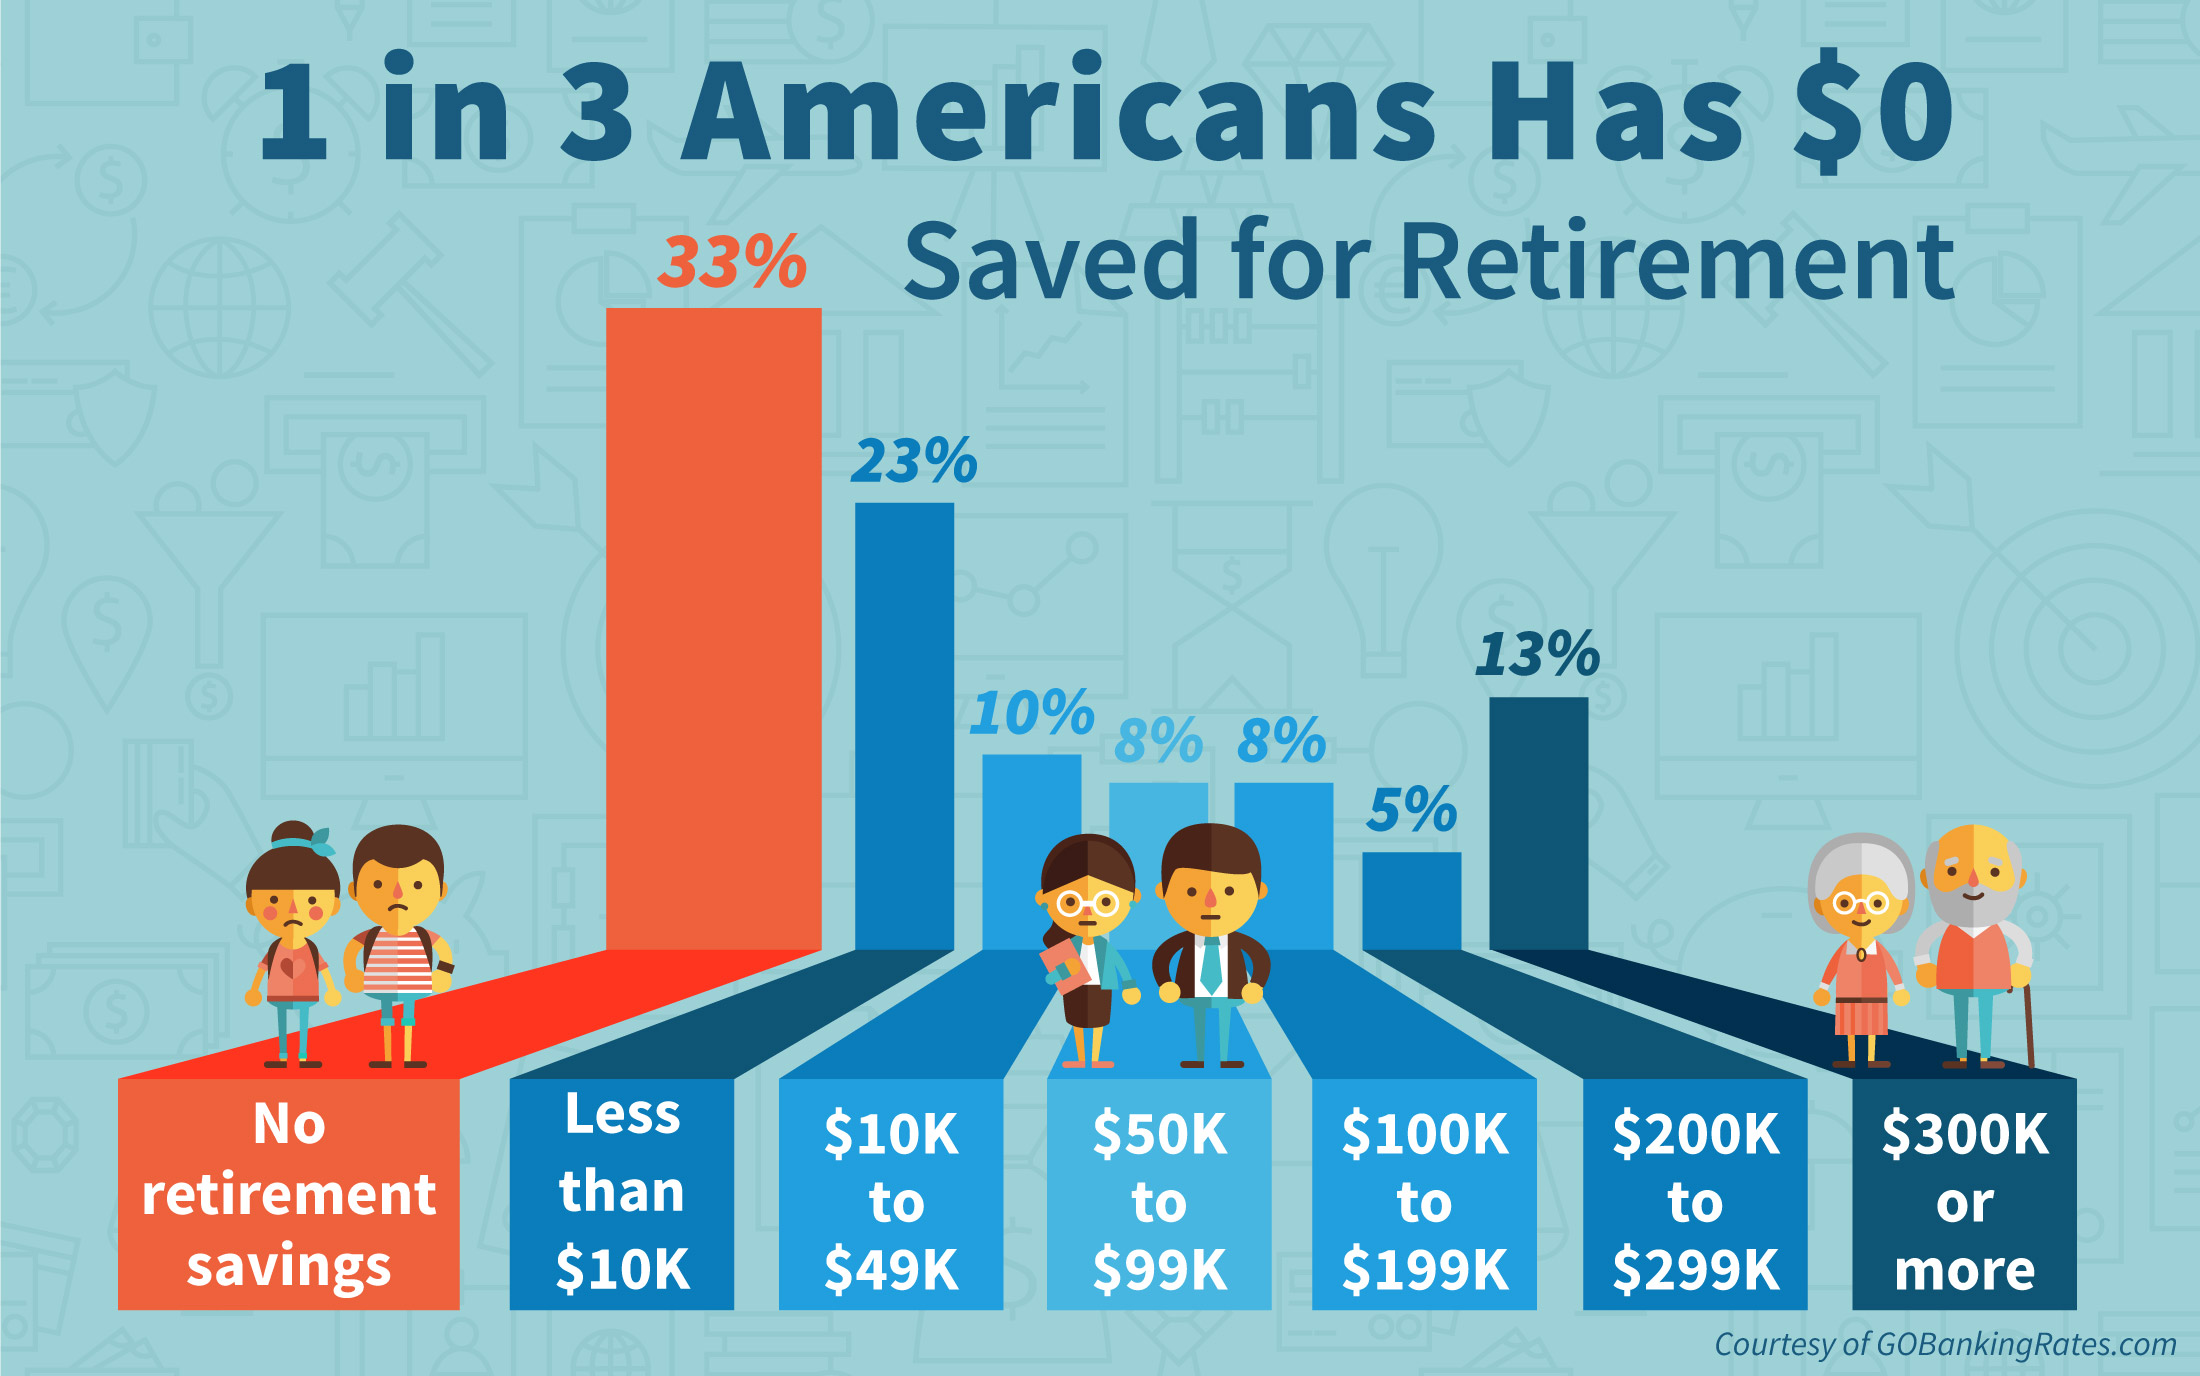 1 in 3 Americans Has $0
Saved for Retirement
33%
23%
10%
8%
8%
5%
13%
No
retirement
savings
Less
than
$10K
$10K
to
$49K
$50K
to
$99K
$100K
to
$199K
$200K
to
$299K
$300K
or
more
Courtesy of GOBankingRates.com